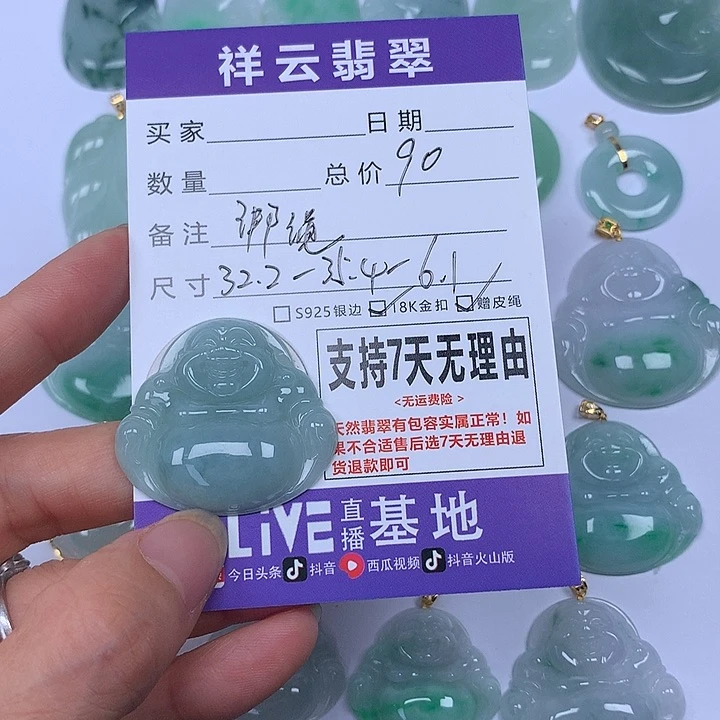 祥云翡翠
买家 日期
数量 总价 90
备注 绑绳
尺寸 32.2-35.4-6.1
S925银边 18K金扣 赠皮绳
支持7天无理由
<无运费险>
天然翡翠有包容实属正常！如
果不合适售后选7天无理由退
货退款即可
LiVE 直播 基地
今日头条 抖音 西瓜视频 抖音火山版